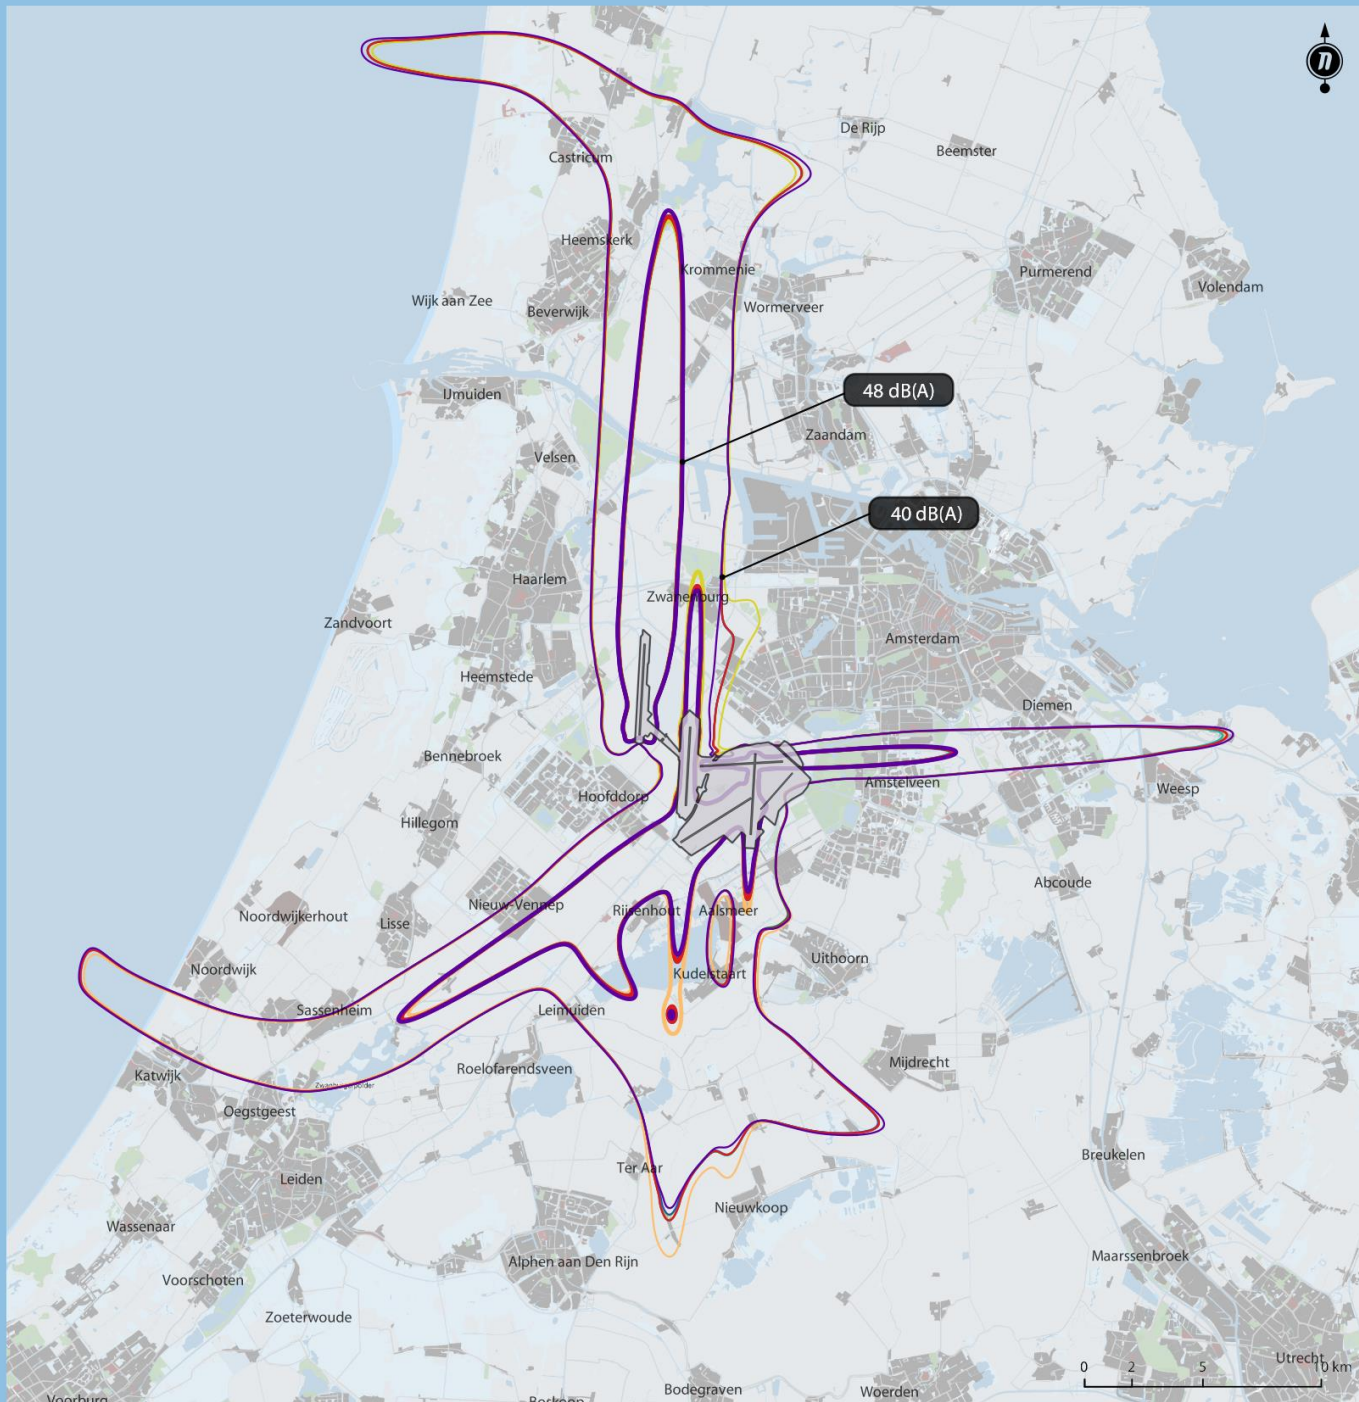 n
De Rijp
Beemster
Castricum
Heemskerk
Krommenie
Purmerend
Volendam
Wijk aan Zee
Wormerveer
Beverwijk
48 dB(A)
IJmuiden
Zaandam
Velsen
40 dB(A)
Haarlem
Zwanenburg
Zandvoort
Amsterdam
Heemstede
Diemen
Bennebroek
Hoofddorp
Amstelveen
Weesp
Hillegom
Abcoude
Nieuw-Vennep
Noordwijkerhout
Lisse
Rijsenhout
Aalsmeer
Uithoorn
Noordwijk
Kudelstaart
Sassenheim
Leimuiden
Mijdrecht
Roelofarendsveen
Katwijk
Zwanburgerpolder
Oegstgeest
Breukelen
Ter Aar
Leiden
Nieuwkoop
Wassenaar
Maarssenbroek
Alphen aan Den Rijn
Voorschoten
Zoeterwoude
Utrecht
0 2 5 10 km
Bodegraven
Woerden
Voorburg
Boskoop